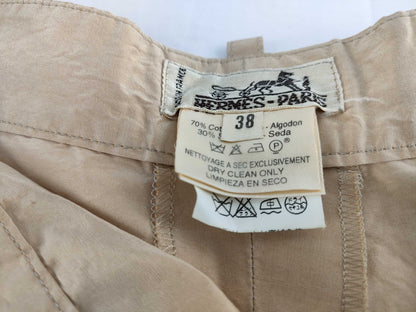 HERMES-PARIS
38
70% Cot Algodon
30% Seda
P
NETTOYAGE A SEC EXCLUSIVEMENT
DRY CLEAN ONLY
LIMPIEZA EN SECO